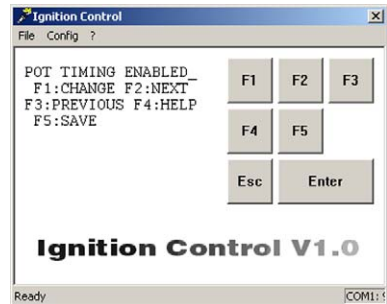 Ignition Control
File Config ?
POT TIMING ENABLED_
F1:CHANGE F2:NEXT
F3:PREVIOUS F4:HELP
F5:SAVE
F1 F2 F3
F4 F5
Esc Enter
Ignition Control V1.0
Ready COM1: